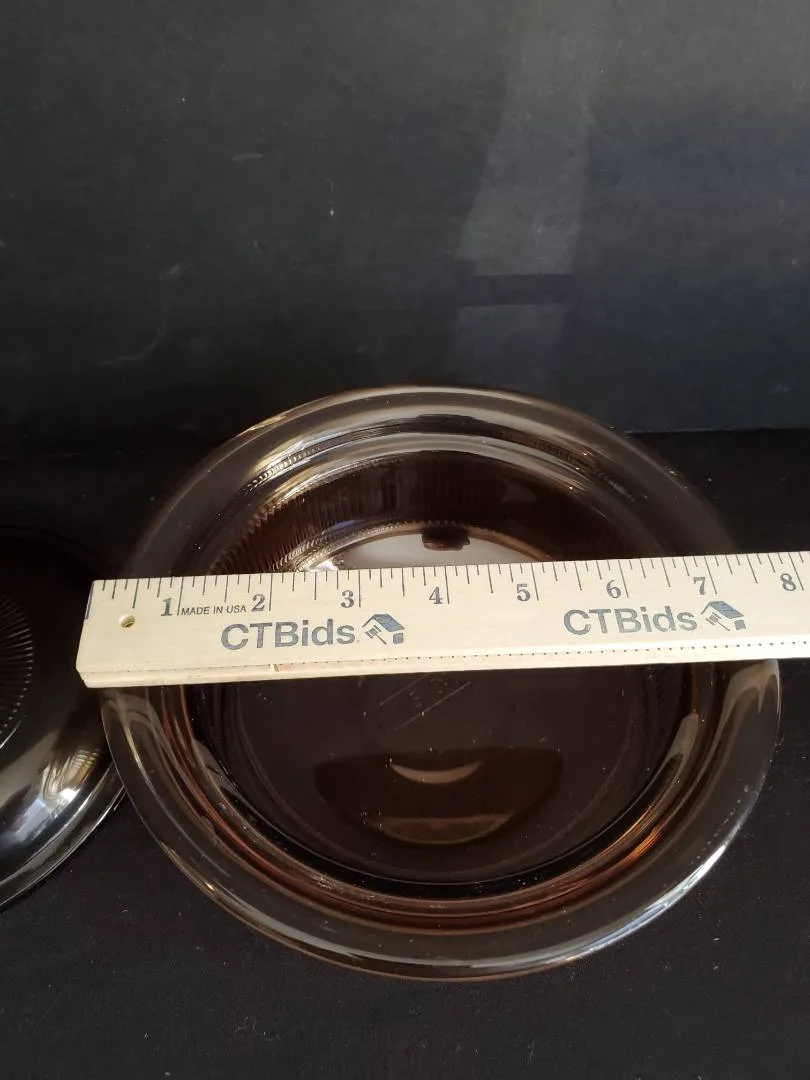 1 MADE IN USA 2 3 4 5 6 7 8
CTBids CTBids